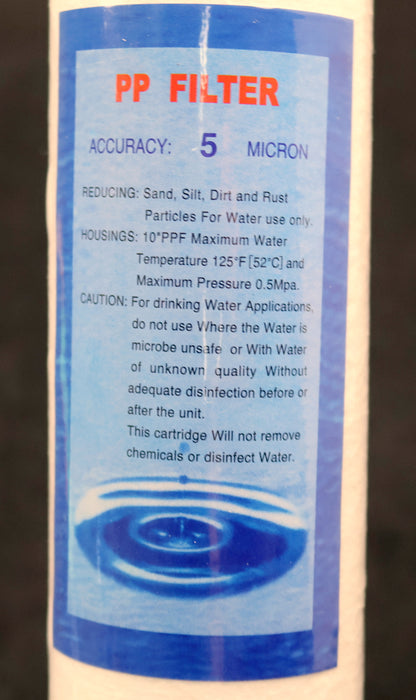 PP FILTER
ACCURACY: 5 MICRON
REDUCING: Sand, Silt, Dirt and Rust
Particles For Water use only.
HOUSINGS: 10"PPF Maximum Water
Temperature 125°F[52°C] and
Maximum Pressure 0.5Mpa.
CAUTION: For drinking Water Applications,
do not use Where the Water is
microbe unsafe or With Water
of unknown quality Without
adequate disinfection before or
after the unit.
This cartridge Will not remove
chemicals or disinfect Water.